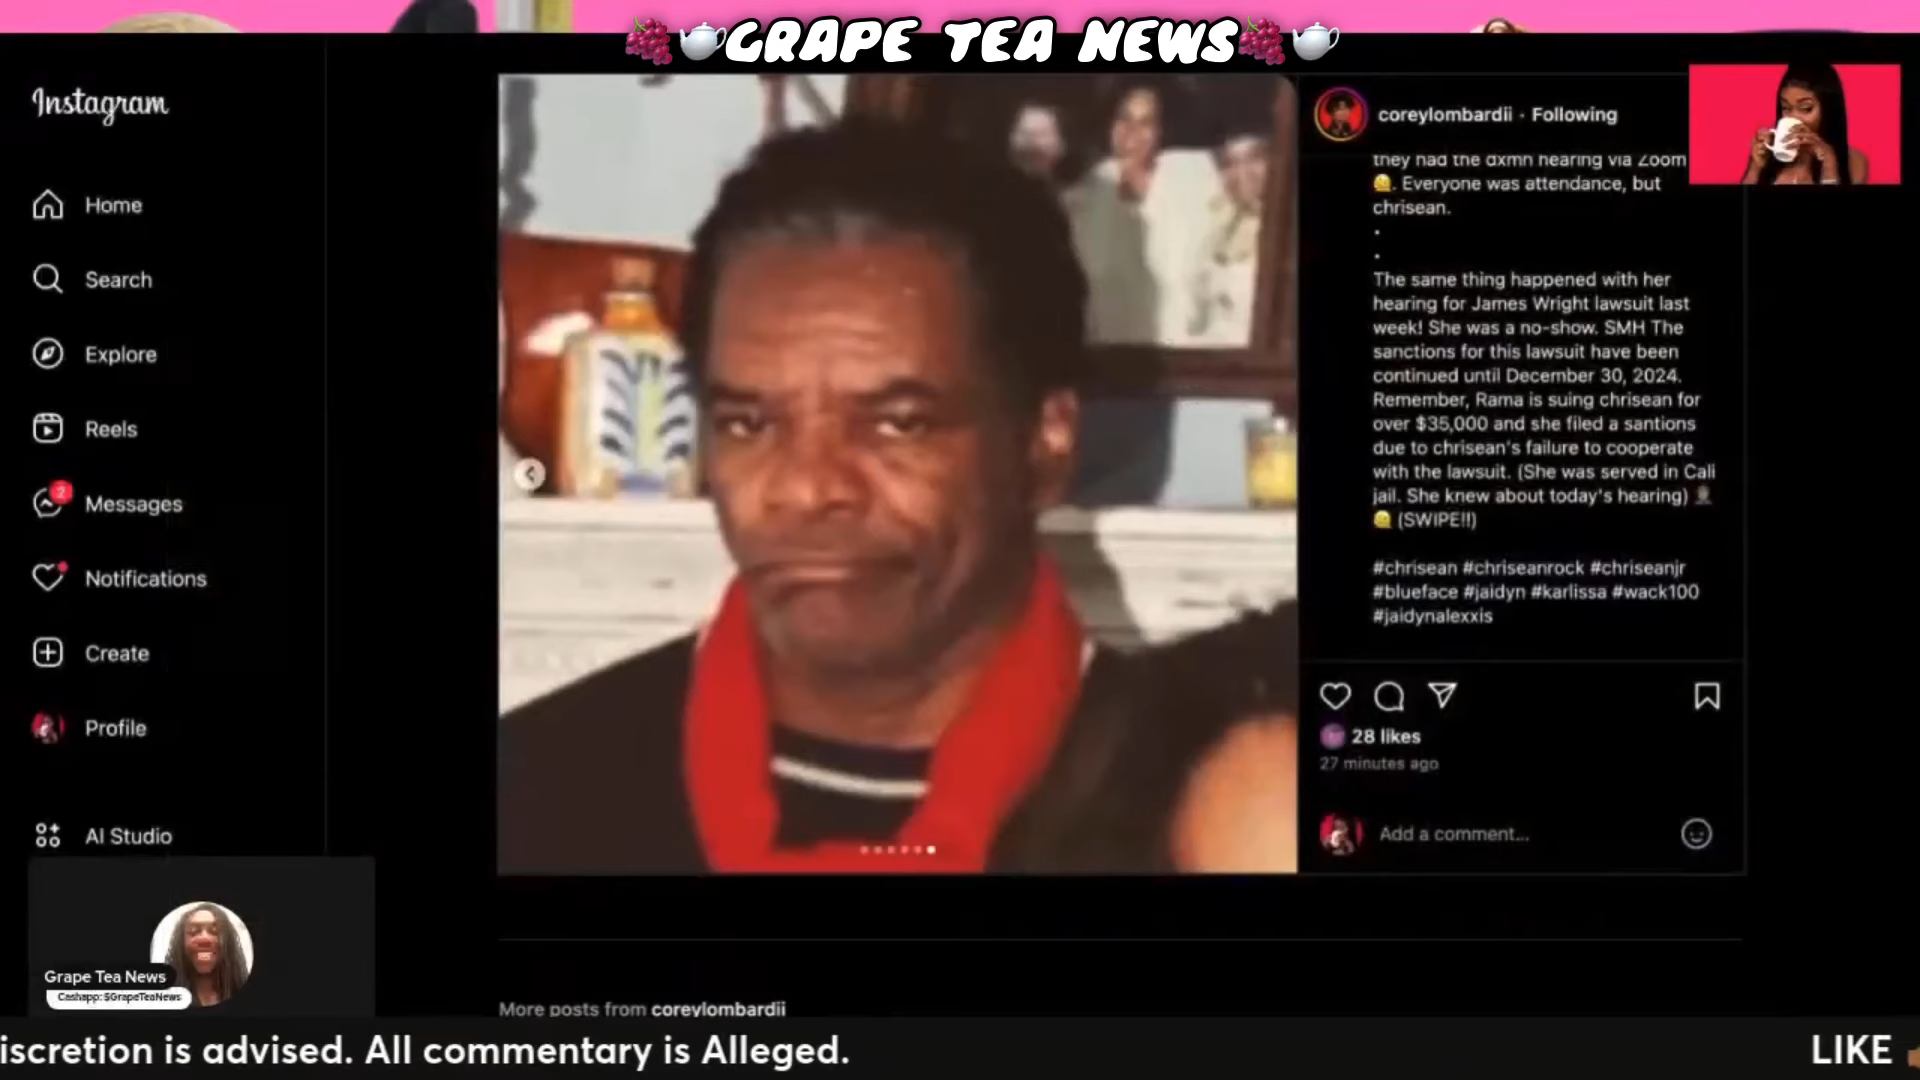 GRAPE TEA NEWS
Instagram
Home
Search
Explore
Reels
2
Messages
Notifications
Create
Profile
AI Studio
coreylombardii · Following
they had the dxmn hearing via Zoom
. Everyone was attendance, but
chrisean.
.
.
The same thing happened with her
hearing for James Wright lawsuit last
week! She was a no-show. SMH The
sanctions for this lawsuit have been
continued until December 30, 2024.
Remember, Rama is suing chrisean for
over $35,000 and she filed a santions
due to chrisean's failure to cooperate
with the lawsuit. (She was served in Cali
jail. She knew about today's hearing)
(SWIPE!!)
#chrisean #chriseanrock #chriseanjr
#blueface #jaidyn #karlissa #wack100
#jaidynalexxis
28 likes
27 minutes ago
Add a comment...
Grape Tea News
Cashapp: $GrapeTeaNews
More posts from coreylombardii
iscretion is advised. All commentary is Alleged.
LIKE